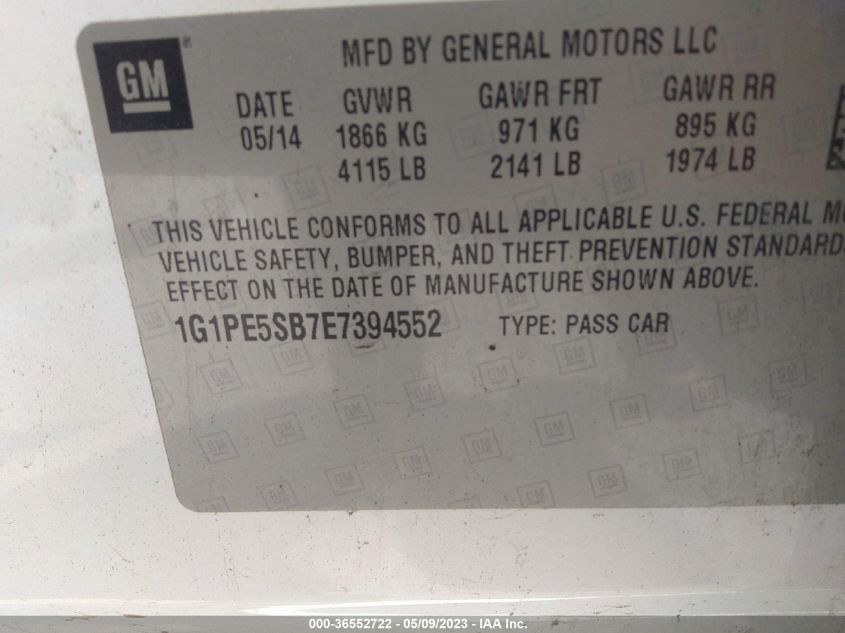 GM
MFD BY GENERAL MOTORS LLC
DATE GVWR GAWR FRT GAWR RR
05/14 1866 KG 971 KG 895 KG
4115 LB 2141 LB 1974 LB
THIS VEHICLE CONFORMS TO ALL APPLICABLE U.S. FEDERAL
VEHICLE SAFETY, BUMPER, AND THEFT PREVENTION STANDARD
EFFECT ON THE DATE OF MANUFACTURE SHOWN ABOVE.
1G1PE5SB7E7394552 TYPE: PASS CAR
000-36552722 - 05/09/2023 - IAA Inc.